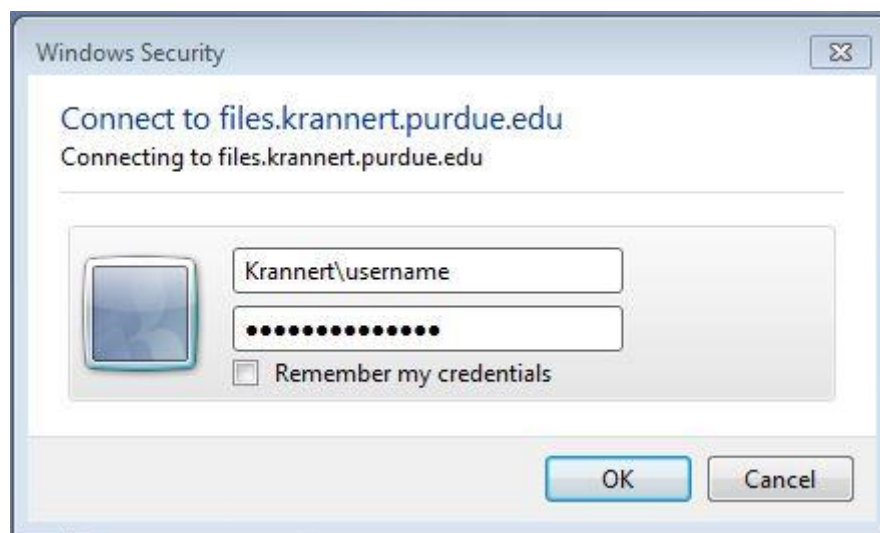 Windows Security
Connect to files.krannert.purdue.edu
Connecting to files.krannert.purdue.edu
Krannert\username
●●●●●●●●●●●●●●
Remember my credentials
OK
Cancel